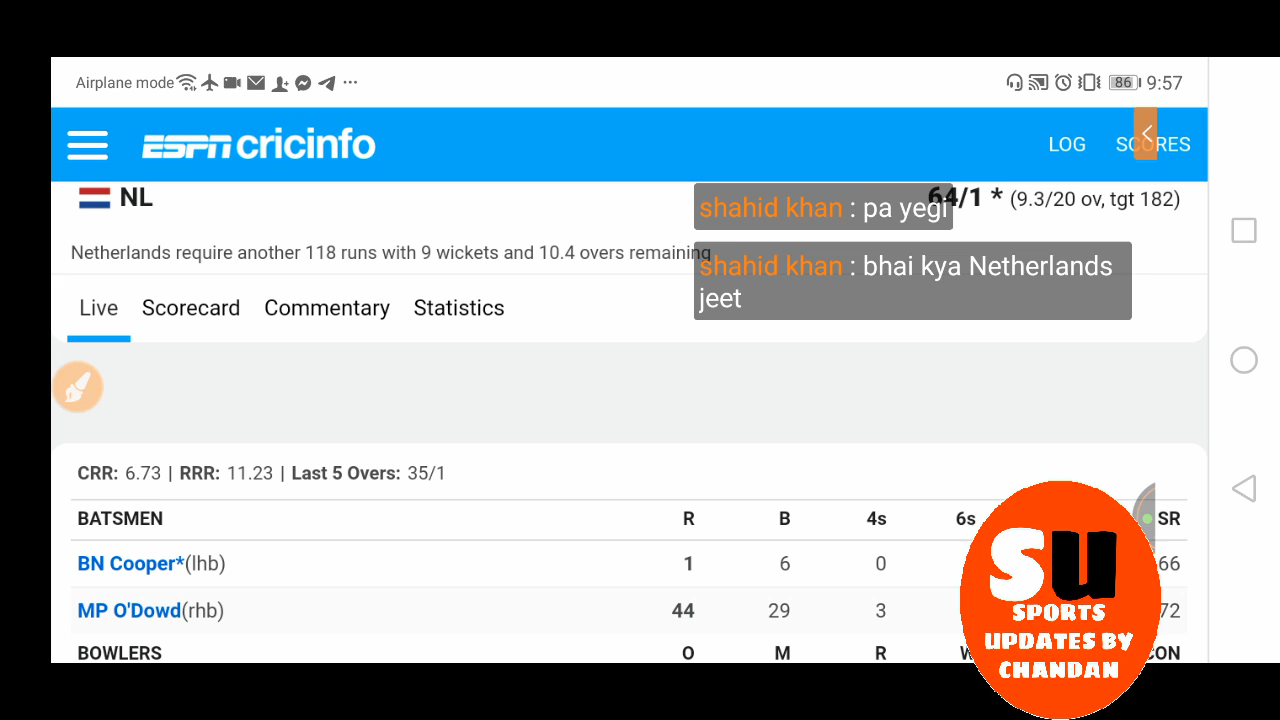 Airplane mode
86 9:57
ESPN cricinfo
LOG SCORES
NL
64/1 * (9.3/20 ov, tgt 182)
shahid khan : pa yegi
Netherlands require another 118 runs with 9 wickets and 10.4 overs remaining
shahid khan : bhai kya Netherlands
jeet
Live Scorecard Commentary Statistics
CRR: 6.73 | RRR: 11.23 | Last 5 Overs: 35/1
BATSMEN R B 4s 6s SR
BN Cooper*(lhb) 1 6 0 66
MP O'Dowd(rhb) 44 29 3 72
BOWLERS O M R W CON
SU
SPORTS
UPDATES BY
CHANDAN